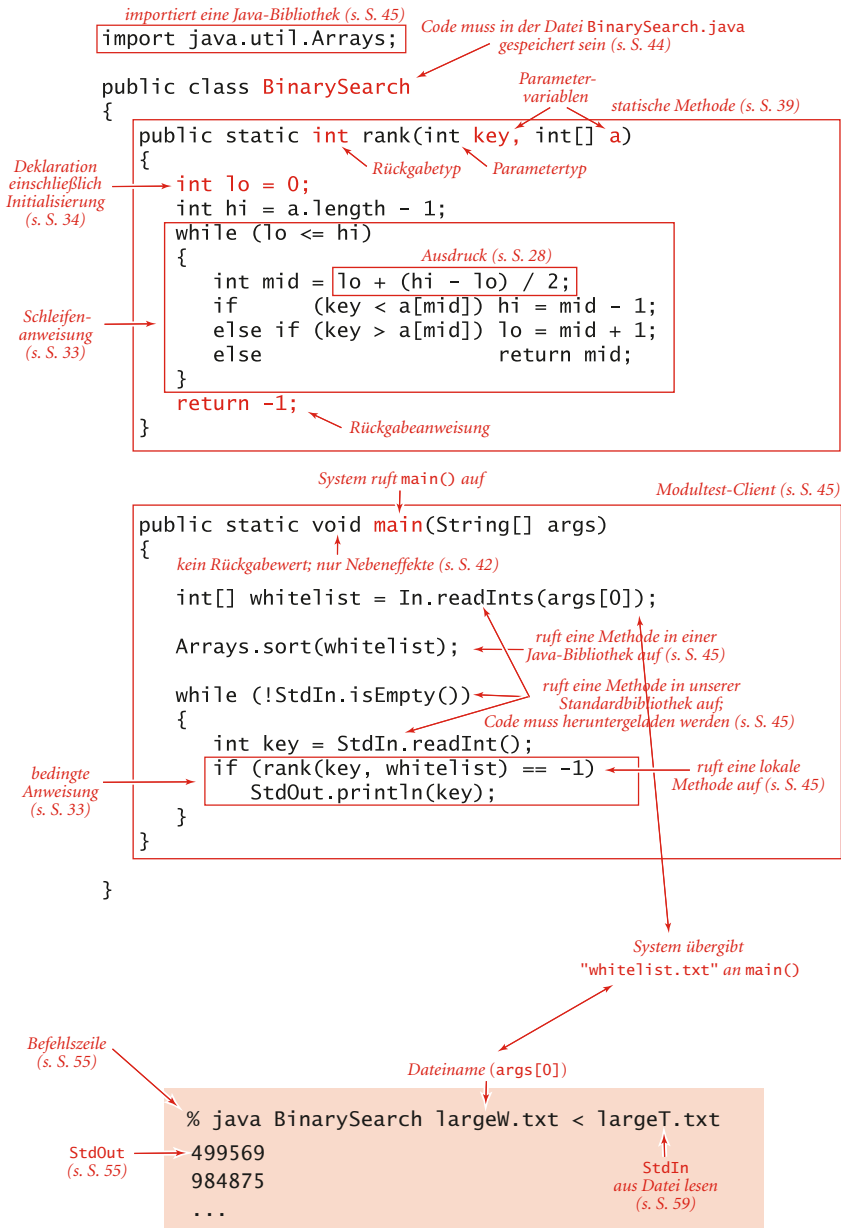 importiert eine Java-Bibliothek (s. S. 45)
import java.util.Arrays;
Code muss in der Datei BinarySearch.java
gespeichert sein (s. S. 44)
public class BinarySearch
{
Parameter-
variablen
statische Methode (s. S. 39)
public static int rank(int key, int[] a)
{
Rückgabetyp
Parametertyp
Deklaration
einschließlich
Initialisierung
(s. S. 34)
int lo = 0;
int hi = a.length - 1;
while (lo <= hi)
{
Ausdruck (s. S. 28)
int mid = lo + (hi - lo) / 2;
if (key < a[mid]) hi = mid - 1;
else if (key > a[mid]) lo = mid + 1;
else return mid;
}
Schleifen-
anweisung
(s. S. 33)
return -1;
}
Rückgabeanweisung
System ruft main() auf
Modultest-Client (s. S. 45)
public static void main(String[] args)
{
kein Rückgabewert; nur Nebeneffekte (s. S. 42)
int[] whitelist = In.readInts(args[0]);
Arrays.sort(whitelist);
ruft eine Methode in einer
Java-Bibliothek auf (s. S. 45)
while (!StdIn.isEmpty())
{
ruft eine Methode in unserer
Standardbibliothek auf;
Code muss heruntergeladen werden (s. S. 45)
int key = StdIn.readInt();
if (rank(key, whitelist) == -1)
StdOut.println(key);
}
}
bedingte
Anweisung
(s. S. 33)
ruft eine lokale
Methode auf (s. S. 45)
}
System übergibt
"whitelist.txt" an main()
Befehlszeile
(s. S. 55)
Dateiname (args[0])
% java BinarySearch largeW.txt < largeT.txt
StdOut
(s. S. 55)
499569
984875
...
StdIn
aus Datei lesen
(s. S. 59)